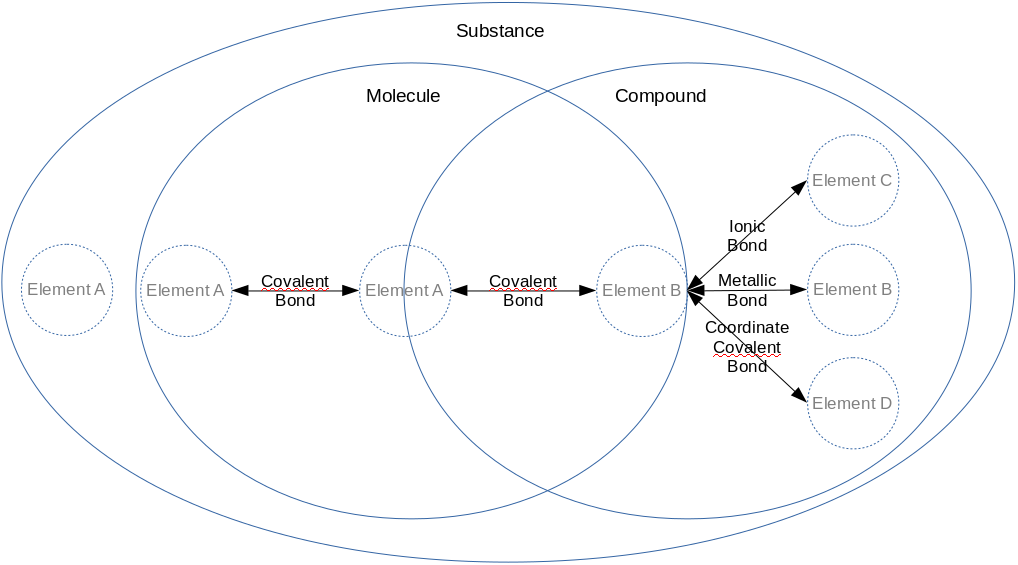 Substance
Molecule
Compound
Element A
Element A
Covalent
Bond
Element A
Covalent
Bond
Element B
Ionic
Bond
Element C
Metallic
Bond
Element B
Coordinate
Covalent
Bond
Element D